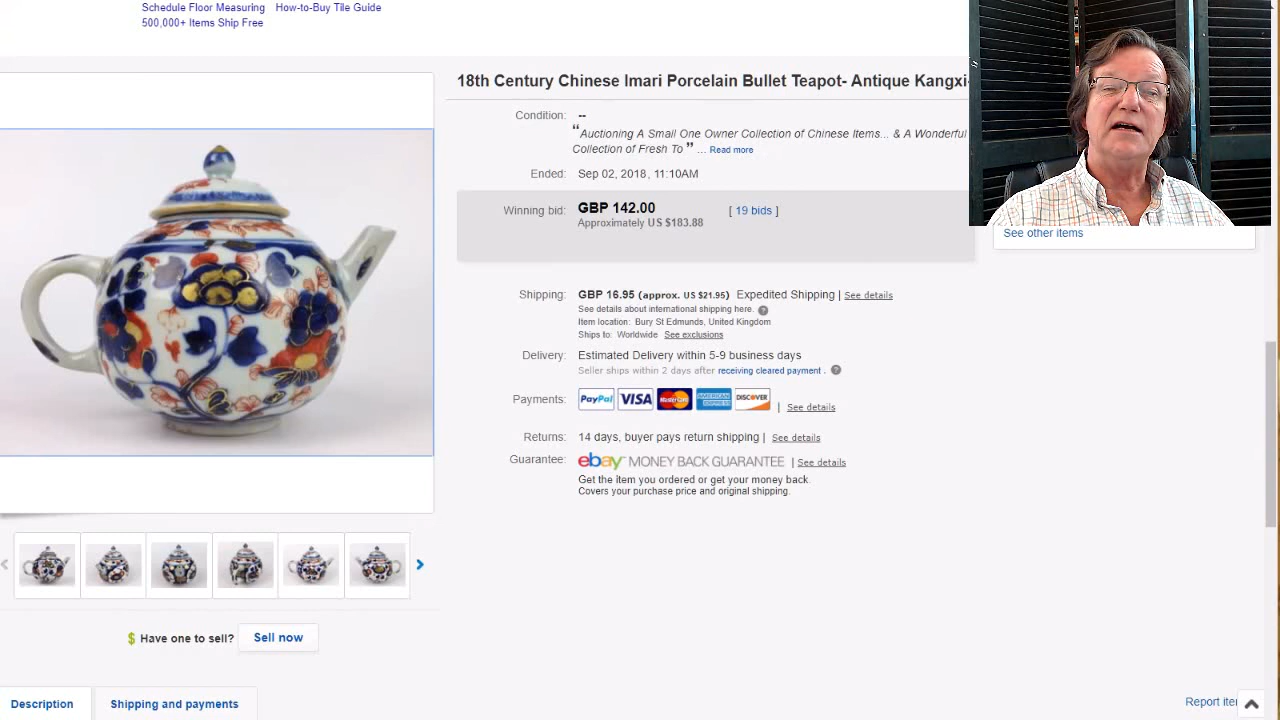 Schedule Floor Measuring How-to-Buy Tile Guide
500,000+ Items Ship Free
18th Century Chinese Imari Porcelain Bullet Teapot- Antique Kangxi-
Condition: --
“Auctioning A Small One Owner Collection of Chinese Items... & A Wonderful
Collection of Fresh To ” ... Read more
Ended: Sep 02, 2018, 11:10AM
Winning bid: GBP 142.00 [ 19 bids ]
Approximately US $183.88
See other items
Shipping: GBP 16.95 (approx. US $21.95) Expedited Shipping | See details
See details about international shipping here. ?
Item location: Bury St Edmunds, United Kingdom
Ships to: Worldwide See exclusions
Delivery: Estimated Delivery within 5-9 business days
Seller ships within 2 days after receiving cleared payment . ?
Payments: PayPal VISA MasterCard AMERICAN EXPRESS DISCOVER | See details
Returns: 14 days, buyer pays return shipping | See details
Guarantee: ebay™ MONEY BACK GUARANTEE | See details
Get the item you ordered or get your money back.
Covers your purchase price and original shipping.
$ Have one to sell? Sell now
Description Shipping and payments
Report iter